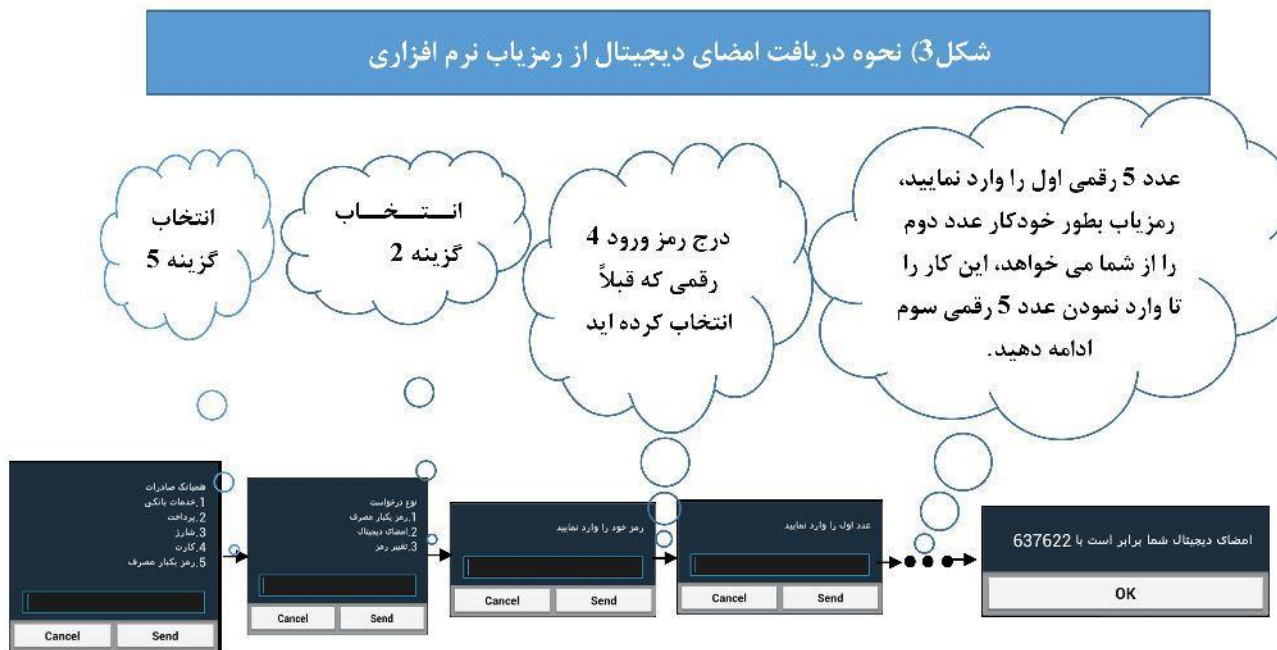 شکل3) نحوه دریافت امضای دیجیتال از رمزیاب نرم افزاری
انتخاب
گزینه 5
انـــتـــخـــاب
گزینه 2
درج رمز ورود 4
رقمی که قبلاً
انتخاب کرده اید
عدد 5 رقمی اول را وارد نمایید،
رمزیاب بطور خودکار عدد دوم
را از شما می خواهد، این کار را
تا وارد نمودن عدد 5 رقمی سوم
ادامه دهید.
همبانک صادرات
1.خدمات بانکی
2.پرداخت
3.شارژ
4.کارت
5.رمز یکبار مصرف
Cancel Send
نوع درخواست
1.رمز یکبار مصرف
2.امضای دیجیتال
3.تغییر رمز
Cancel Send
رمز خود را وارد نمایید
Cancel Send
عدد اول را وارد نمایید
Cancel Send
امضای دیجیتال شما برابر است با 637622
OK